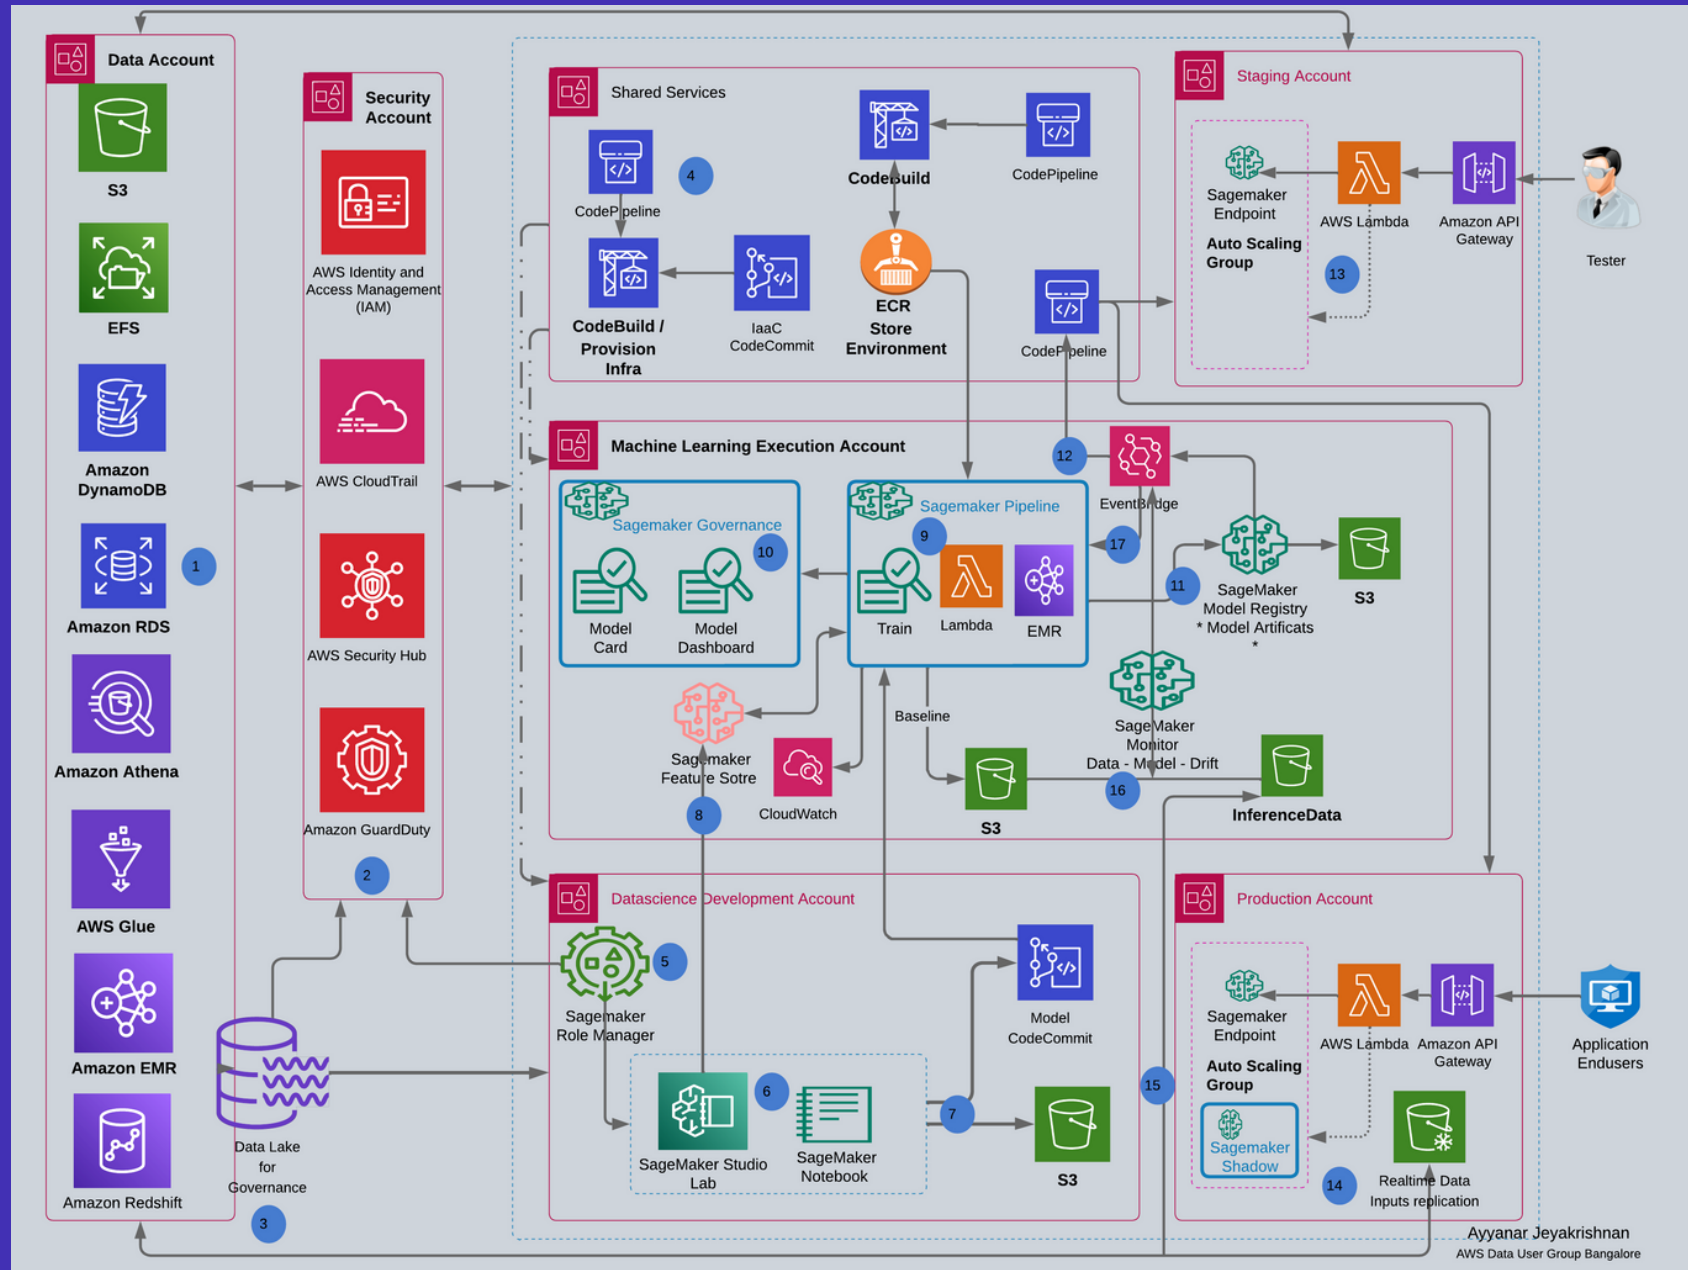 Data Account
S3
EFS
Amazon
DynamoDB
Amazon RDS
1
Amazon Athena
AWS Glue
Amazon EMR
Amazon Redshift
Data Lake
for
Governance
3
Security
Account
AWS Identity and
Access Management
(IAM)
AWS CloudTrail
AWS Security Hub
Amazon GuardDuty
2
Shared Services
CodePipeline
4
CodeBuild /
Provision
Infra
IaaC
CodeCommit
CodeBuild
CodePipeline
ECR
Store
Environment
CodePipeline
Staging Account
Sagemaker
Endpoint
Auto Scaling
Group
AWS Lambda
Amazon API
Gateway
13
Tester
Machine Learning Execution Account
Sagemaker Governance
10
Model
Card
Model
Dashboard
Sagemaker Pipeline
9
Train
Lambda
EMR
12
EventBridge
17
11
SageMaker
Model Registry
* Model Artificats
*
S3
Sagemaker
Feature Sotre
8
CloudWatch
Baseline
S3
SageMaker
Monitor
Data - Model - Drift
16
InferenceData
Datascience Development Account
5
Sagemaker
Role Manager
SageMaker Studio
Lab
6
SageMaker
Notebook
7
Model
CodeCommit
S3
15
Production Account
Sagemaker
Endpoint
Auto Scaling
Group
Sagemaker
Shadow
AWS Lambda
Amazon API
Gateway
14
Realtime Data
Inputs replication
Application
Endusers
Ayyanar Jeyakrishnan
AWS Data User Group Bangalore